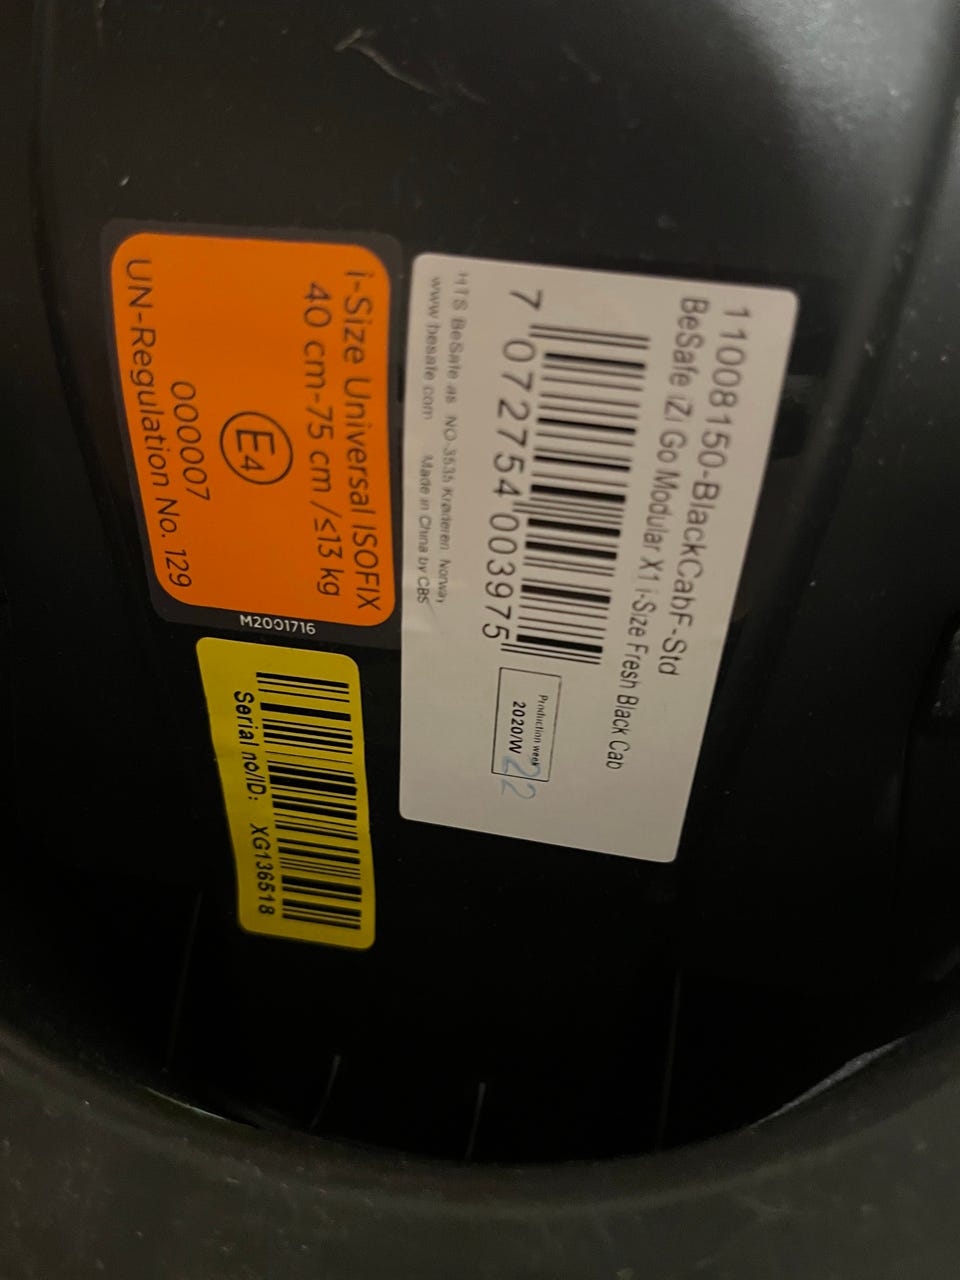 11008150-BlackCabF-Std
BeSafe iZi Go Modular X1 i-Size Fresh Black Cab
7 072754 003975
Production week
2020/W 22
HTS BeSafe as NO-3535 Krøderen Norway
www.besafe.com Made in China by CBS
i-Size Universal ISOFIX
40 cm-75 cm /≤13 kg
E4
000007
UN-Regulation No. 129
M2001716
Serial no/ID: XG136518